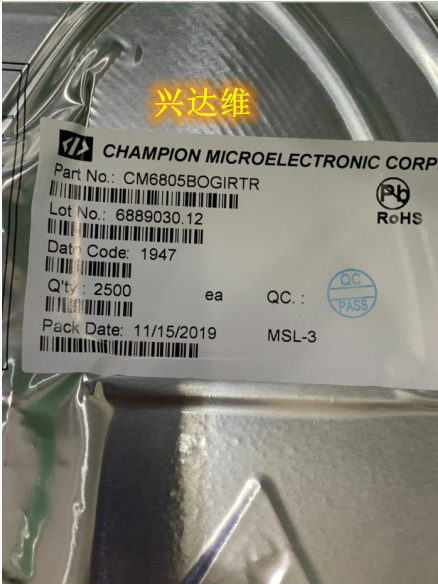 兴达维
CHAMPION MICROELECTRONIC CORP
Part No.: CM6805BOGIRTR
Pb
RoHS
Lot No.: 6889030.12
Date Code: 1947
Q'ty : 2500 ea QC. :
QC
PASS
Pack Date: 11/15/2019 MSL-3